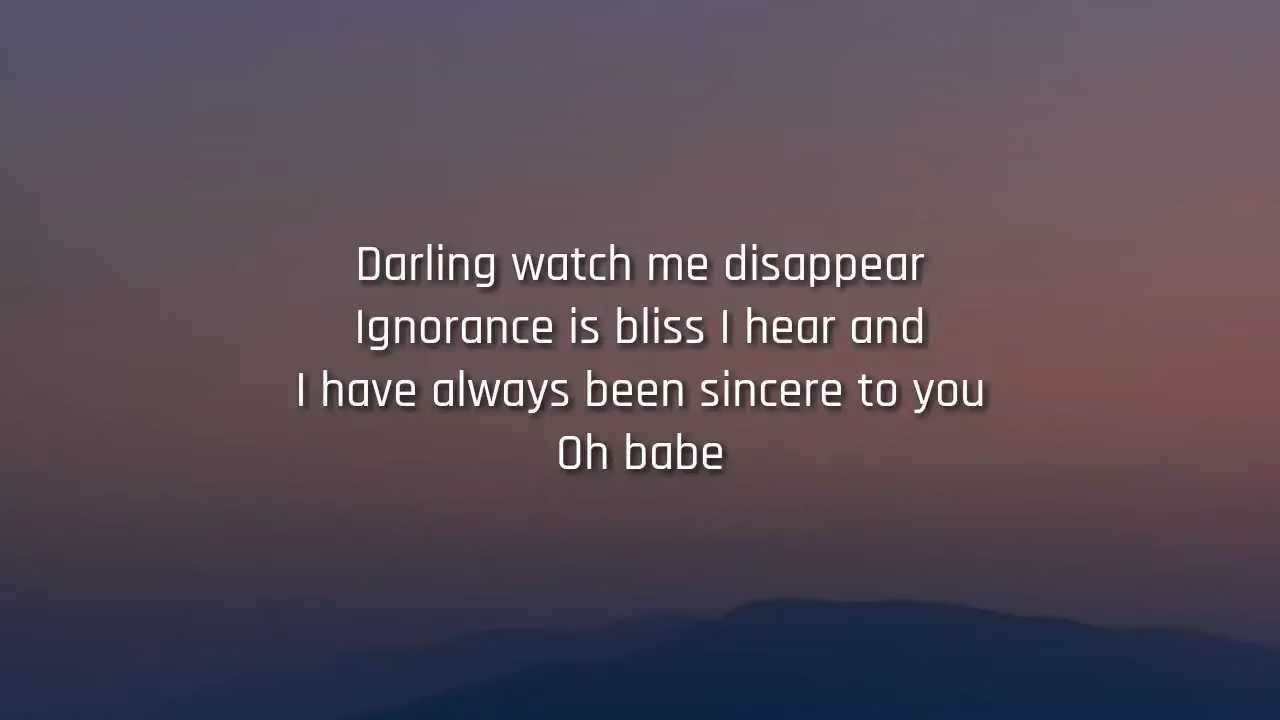 Darling watch me disappear
Ignorance is bliss I hear and
I have always been sincere to you
Oh babe